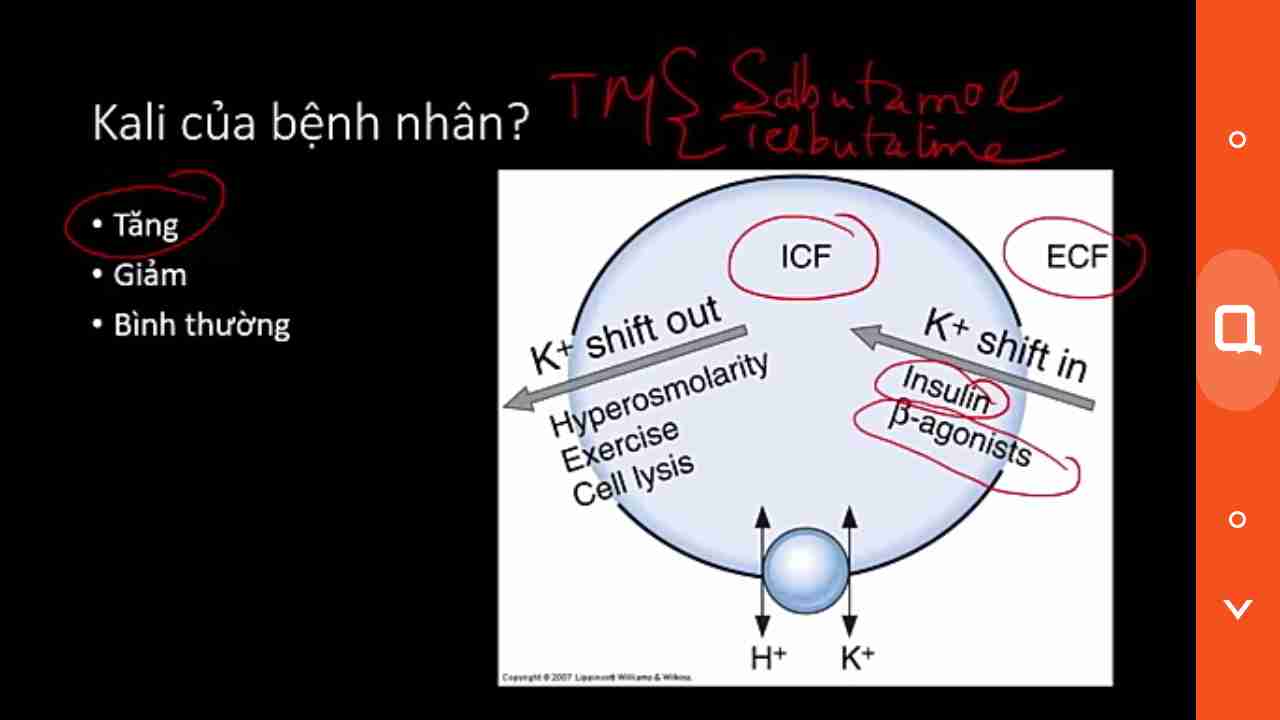 TM { Salbutamol
Terbutaline
Kali của bệnh nhân?
• Tăng
• Giảm
• Bình thường
ICF
ECF
K⁺ shift out
Hyperosmolarity
Exercise
Cell lysis
K⁺ shift in
Insulin
β-agonists
H⁺
K⁺
Copyright © 2007 Lippincott Williams & Wilkins.